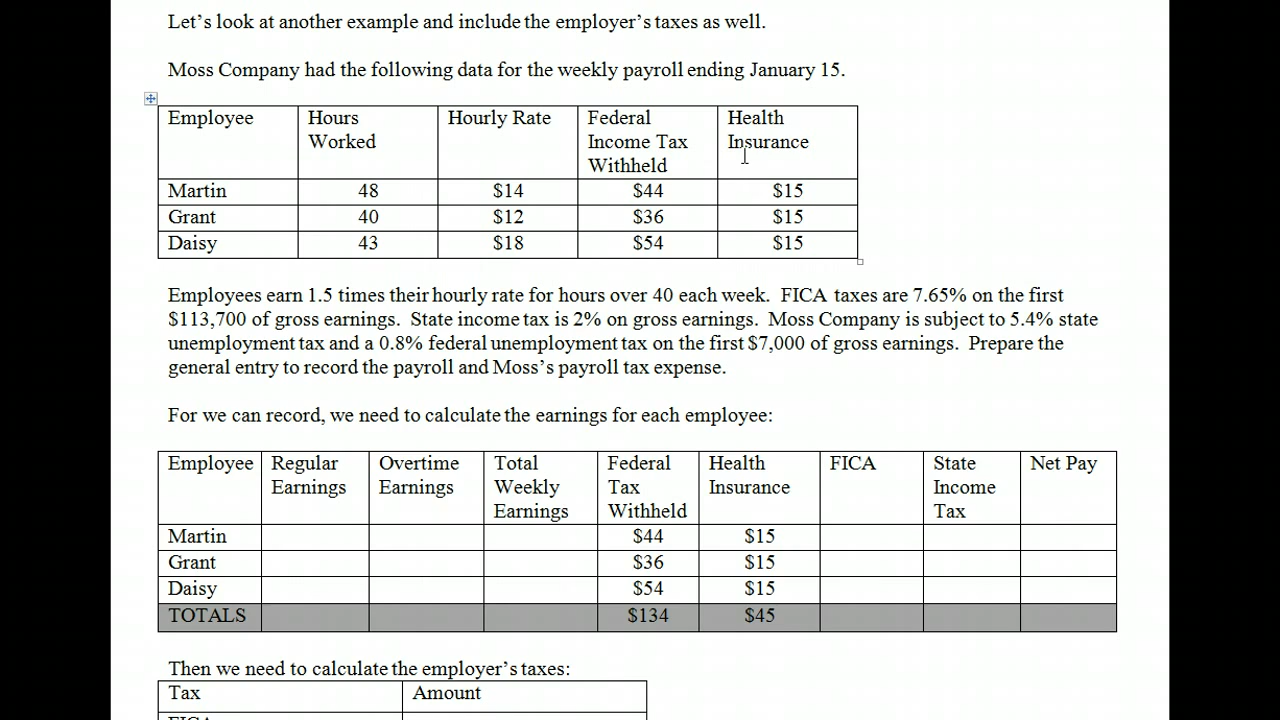 Let's look at another example and include the employer's taxes as well.
Moss Company had the following data for the weekly payroll ending January 15.
Employee Hours Worked Hourly Rate Federal Income Tax Withheld Health Insurance
Martin 48 $14 $44 $15
Grant 40 $12 $36 $15
Daisy 43 $18 $54 $15
Employees earn 1.5 times their hourly rate for hours over 40 each week. FICA taxes are 7.65% on the first
$113,700 of gross earnings. State income tax is 2% on gross earnings. Moss Company is subject to 5.4% state
unemployment tax and a 0.8% federal unemployment tax on the first $7,000 of gross earnings. Prepare the
general entry to record the payroll and Moss's payroll tax expense.
For we can record, we need to calculate the earnings for each employee:
Employee Regular Earnings Overtime Earnings Total Weekly Earnings Federal Tax Withheld Health Insurance FICA State Income Tax Net Pay
Martin $44 $15
Grant $36 $15
Daisy $54 $15
TOTALS $134 $45
Then we need to calculate the employer's taxes:
Tax Amount